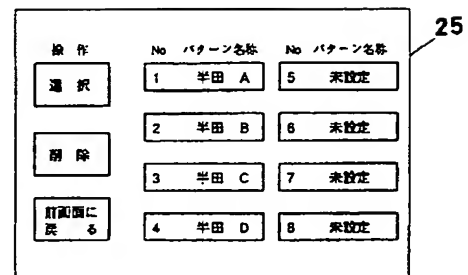 25
操作 No パターン名称 No パターン名称
選択 1 半田 A 5 未設定
2 半田 B 6 未設定
削除
3 半田 C 7 未設定
前画面に
戻る 4 半田 D 8 未設定